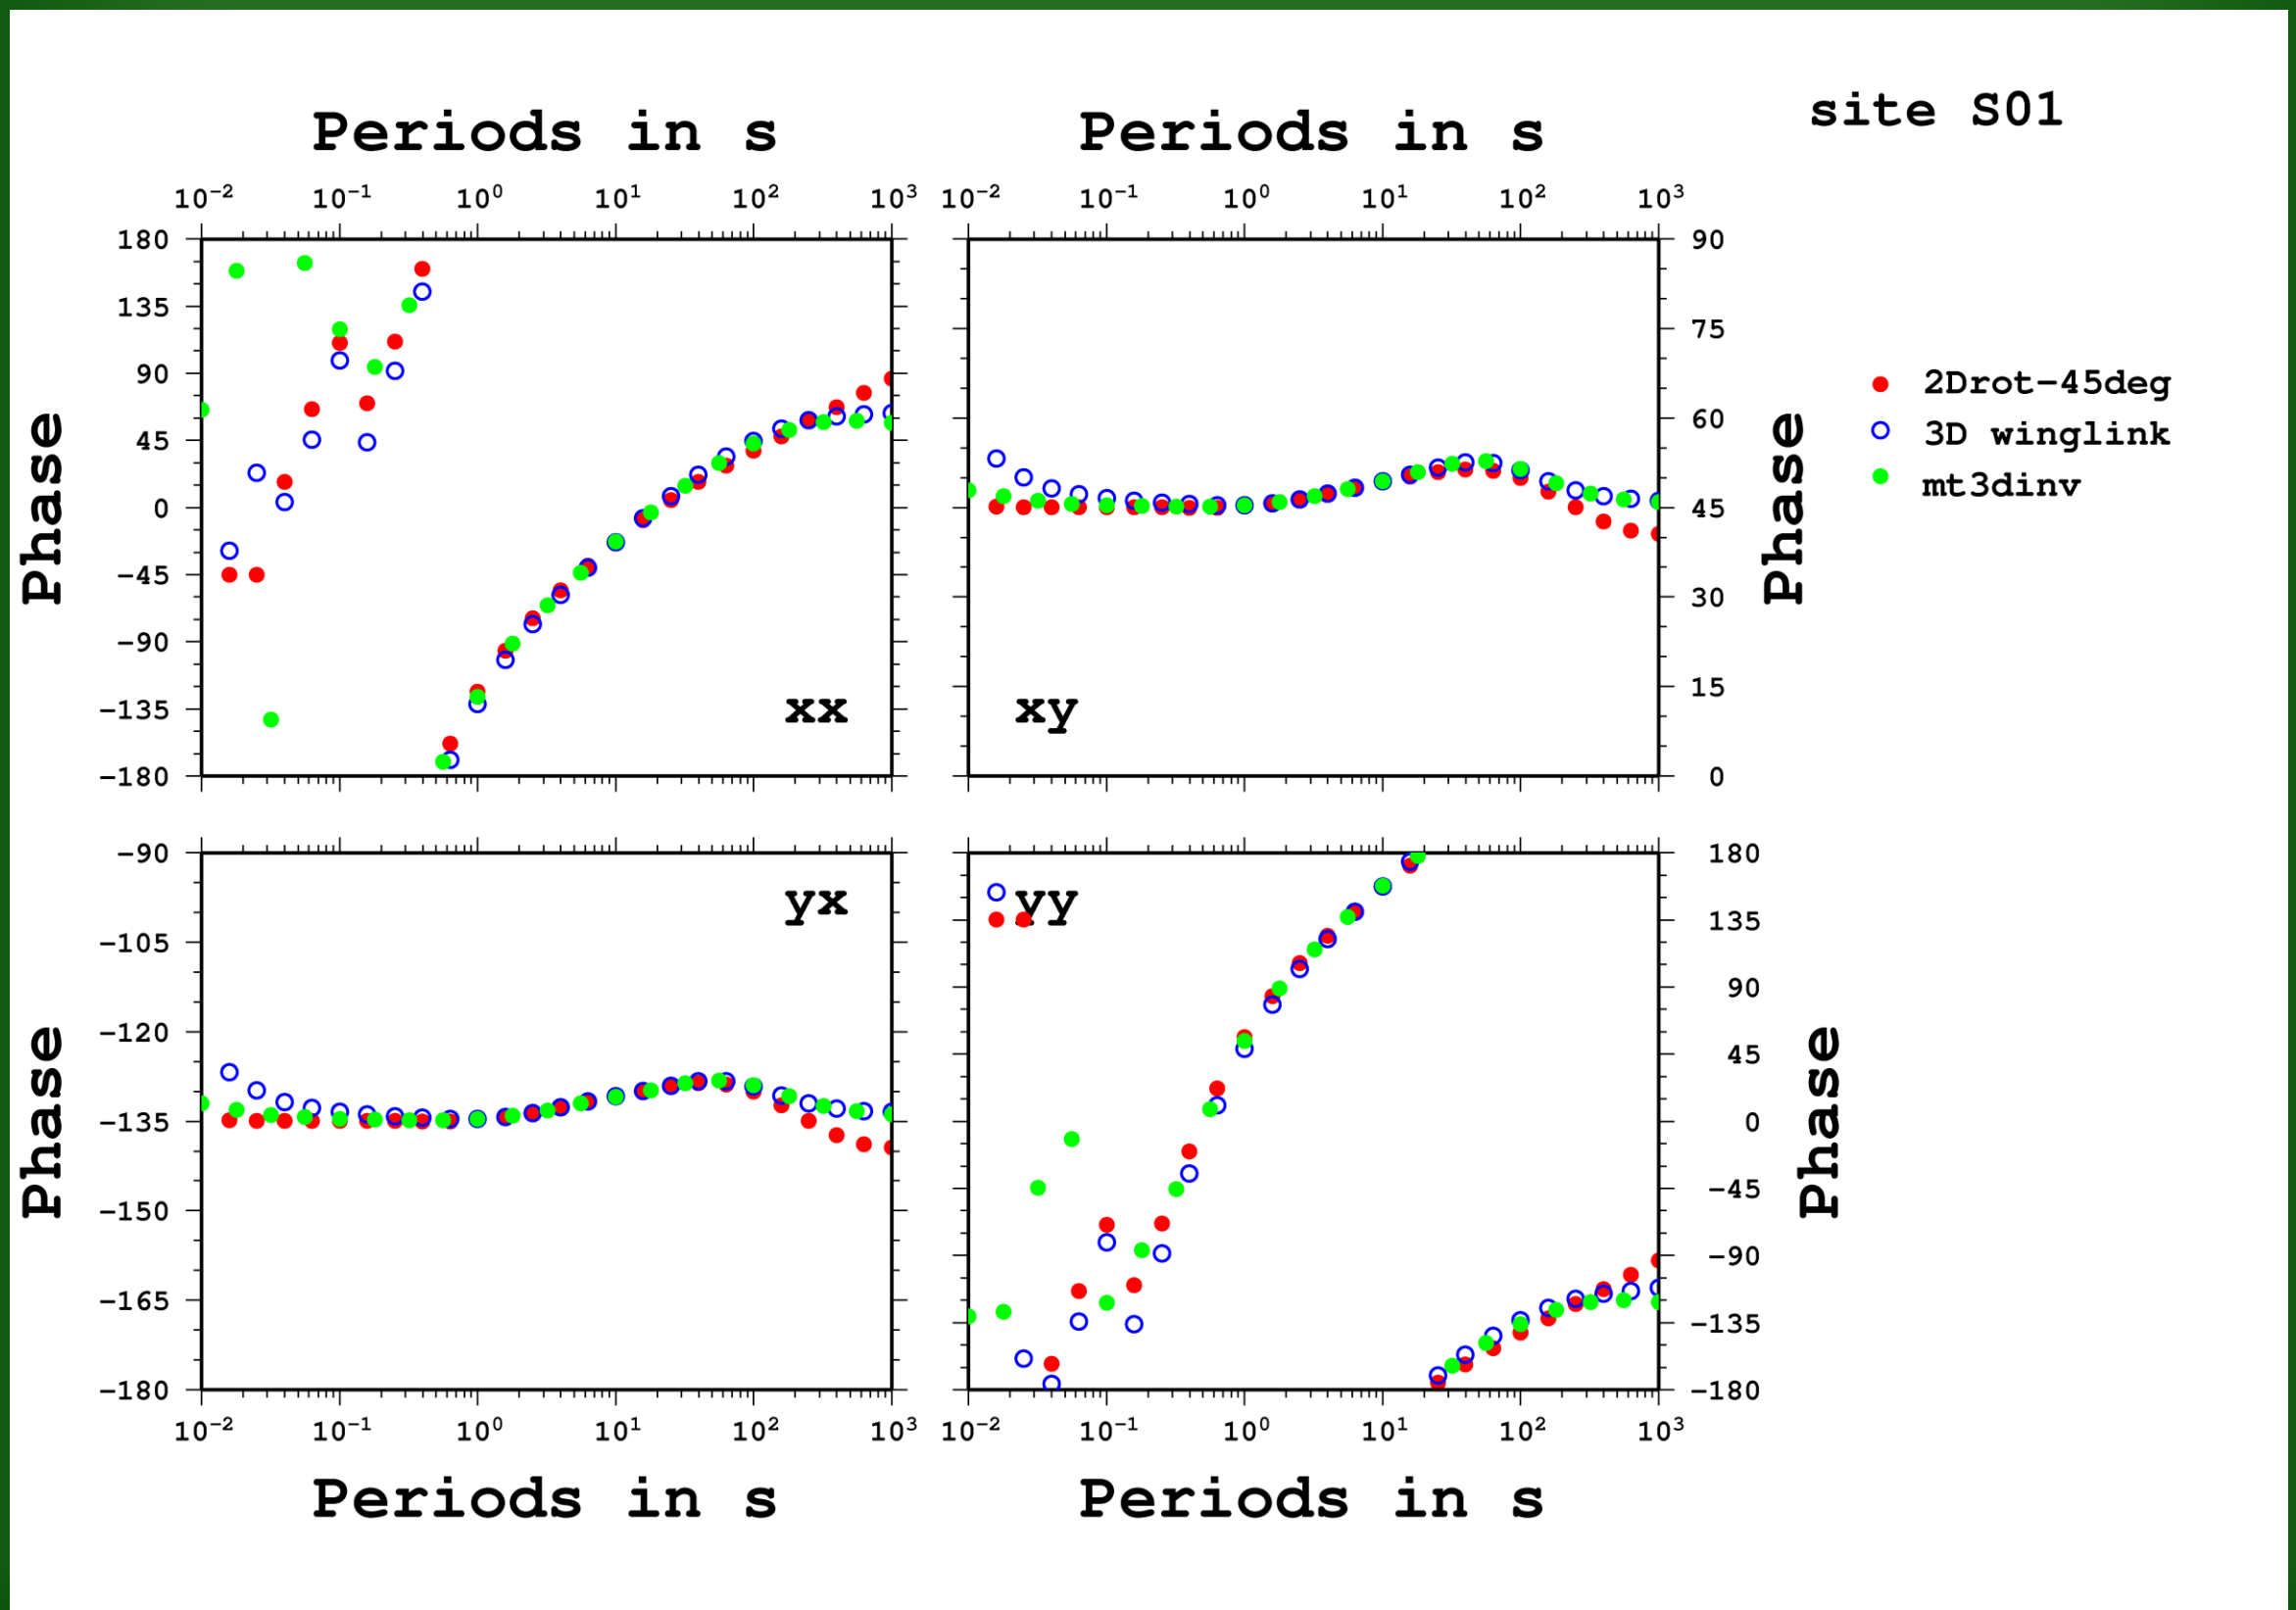 site S01
Periods in s Periods in s
10⁻² 10⁻¹ 10⁰ 10¹ 10² 10³ 10⁻² 10⁻¹ 10⁰ 10¹ 10² 10³
Phase
180
135
90
45
0
-45
-90
-135
-180
xx
xy
90
75
60
45
30
15
0
Phase
2Drot-45deg
3D winglink
mt3dinv
Phase
-90
-105
-120
-135
-150
-165
-180
yx
yy
180
135
90
45
0
-45
-90
-135
-180
Phase
10⁻² 10⁻¹ 10⁰ 10¹ 10² 10³ 10⁻² 10⁻¹ 10⁰ 10¹ 10² 10³
Periods in s Periods in s